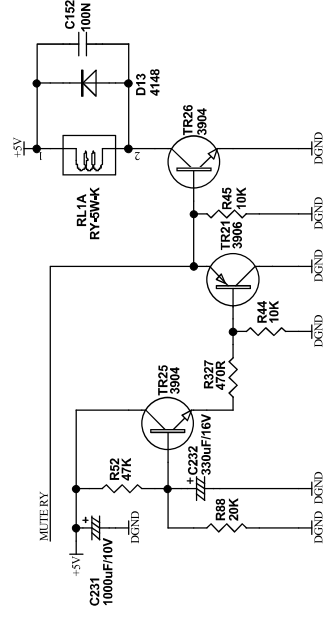 C152
100N
D13
4148
+5V
1
2
RL1A
RY-5W-K
TR26
3904
DGND
R45
10K
DGND
TR21
3906
DGND
R44
10K
DGND
R327
470R
TR25
3904
MUTE RY
R52
47K
+
C232
330uF/16V
DGND
R88
20K
DGND
+5V
+
C231
1000uF/10V
DGND